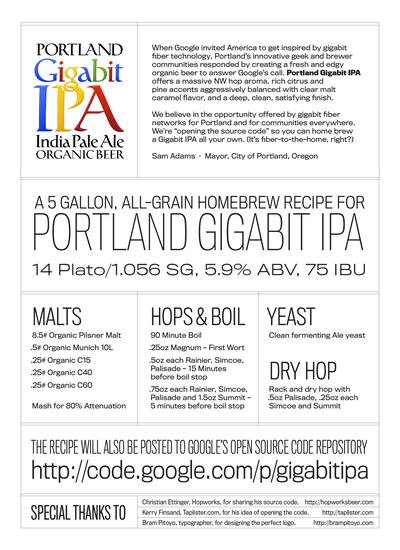 PORTLAND
Gigabit
IPA
India Pale Ale
ORGANIC BEER
When Google invited America to get inspired by gigabit
fiber technology, Portland's innovative geek and brewer
communities responded by creating a fresh and edgy
organic beer to answer Google's call. Portland Gigabit IPA
offers a massive NW hop aroma, rich citrus and
pine accents aggressively balanced with clear malt
caramel flavor, and a deep, clean, satisfying finish.
We believe in the opportunity offered by gigabit fiber
networks for Portland and for communities everywhere.
We're “opening the source code” so you can home brew
a Gigabit IPA all your own. (It's fiber-to-the-home, right?)
Sam Adams · Mayor, City of Portland, Oregon
A 5 GALLON, ALL-GRAIN HOMEBREW RECIPE FOR
PORTLAND GIGABIT IPA
14 Plato/1.056 SG, 5.9% ABV, 75 IBU
MALTS
8.5# Organic Pilsner Malt
.5# Organic Munich 10L
.25# Organic C15
.25# Organic C40
.25# Organic C60
Mash for 80% Attenuation
HOPS & BOIL
90 Minute Boil
.25oz Magnum – First Wort
.5oz each Rainier, Simcoe,
Palisade – 15 Minutes
before boil stop
.75oz each Rainier, Simcoe,
Palisade and 1.5oz Summit –
5 minutes before boil stop
YEAST
Clean fermenting Ale yeast
DRY HOP
Rack and dry hop with
.5oz Palisade, .25oz each
Simcoe and Summit
THE RECIPE WILL ALSO BE POSTED TO GOOGLE'S OPEN SOURCE CODE REPOSITORY
http://code.google.com/p/gigabitipa
SPECIAL THANKS TO
Christian Ettinger, Hopworks, for sharing his source code. http://hopworksbeer.com
Kerry Finsand, Taplister.com, for his idea of opening the code. http://taplister.com
Bram Pitoyo, typographer, for designing the perfect logo. http://brampitoyo.com